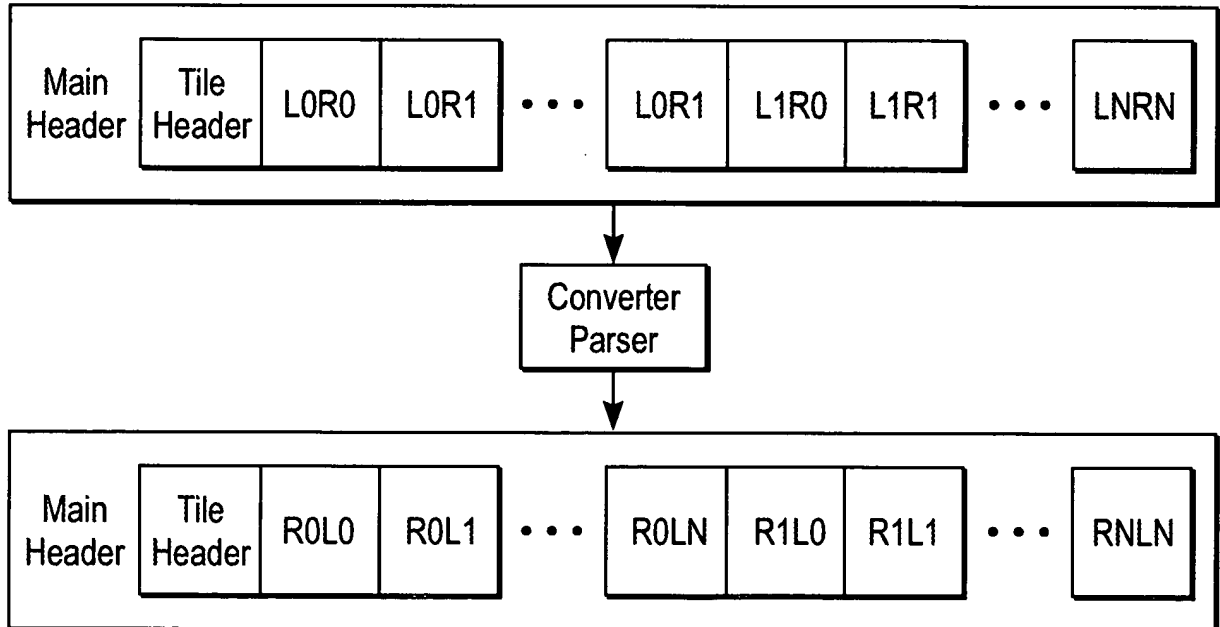 Main
Header
Tile
Header
L0R0
L0R1
• • •
L0R1
L1R0
L1R1
• • •
LNRN
Converter
Parser
Main
Header
Tile
Header
R0L0
R0L1
• • •
R0LN
R1L0
R1L1
• • •
RNLN